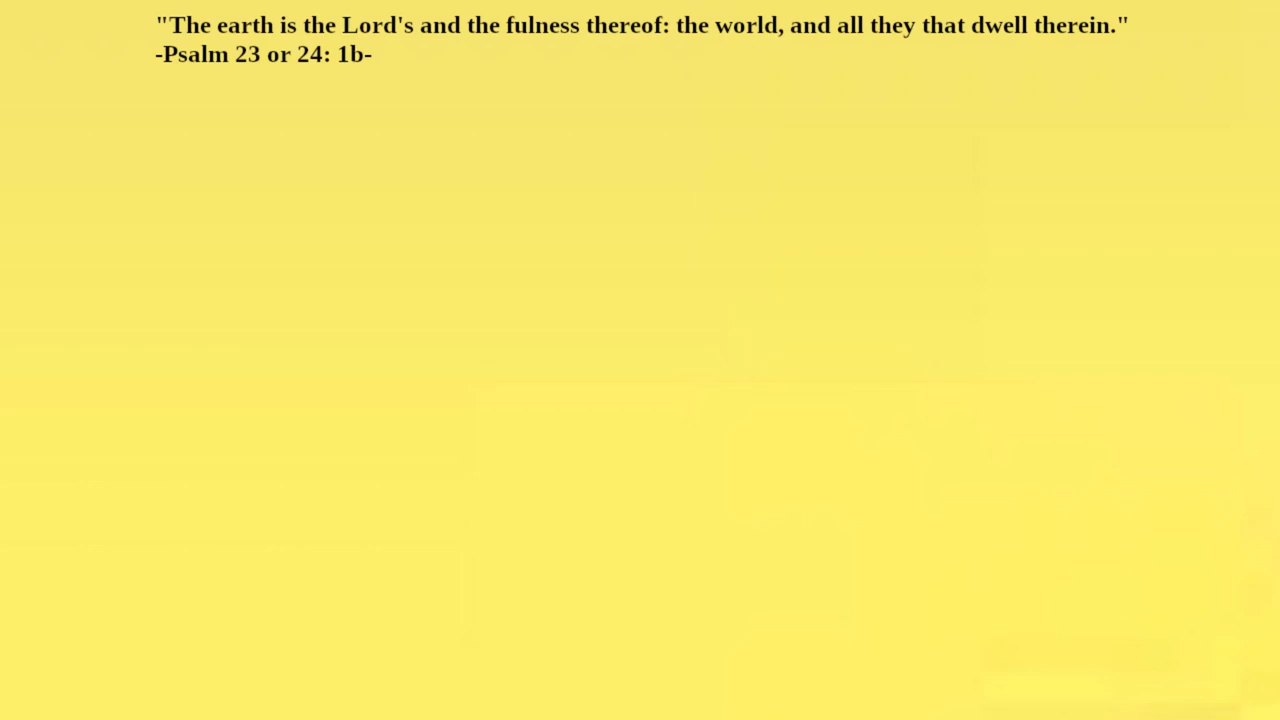 "The earth is the Lord's and the fulness thereof: the world, and all they that dwell therein."
-Psalm 23 or 24: 1b-